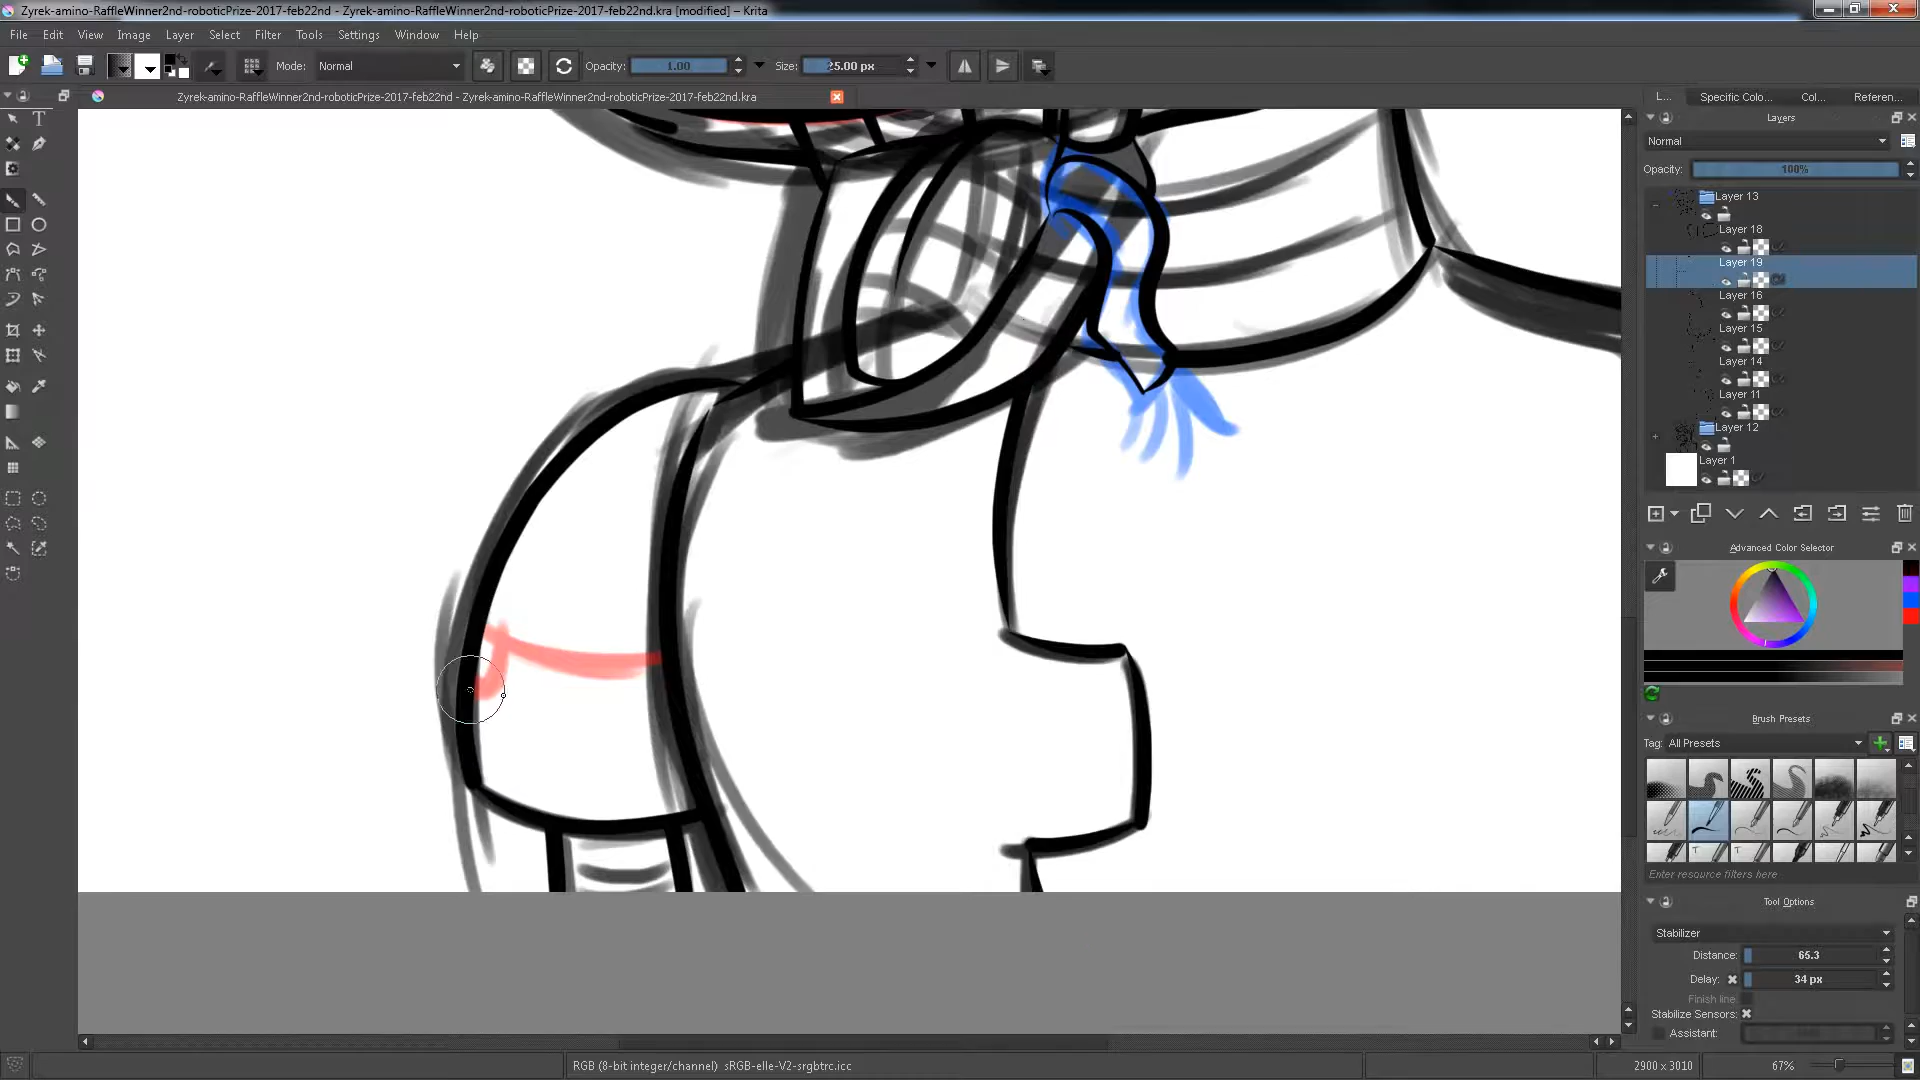 Zyrek-amino-RaffleWinner2nd-roboticPrize-2017-feb22nd - Zyrek-amino-RaffleWinner2nd-roboticPrize-2017-feb22nd.kra [modified] – Krita
File Edit View Image Layer Select Filter Tools Settings Window Help
Mode: Normal Opacity: 1.00 Size: 25.00 px
Zyrek-amino-RaffleWinner2nd-roboticPrize-2017-feb22nd - Zyrek-amino-RaffleWinner2nd-roboticPrize-2017-feb22nd.kra
L... Specific Colo... Col... Referen...
Layers
Normal
Opacity: 100%
Layer 13
Layer 18
Layer 19
Layer 16
Layer 15
Layer 14
Layer 11
Layer 12
Layer 1
Advanced Color Selector
Brush Presets
Tag: All Presets
Enter resource filters here
Tool Options
Stabilizer
Distance: 65.3
Delay: 34 px
Finish line
Stabilize Sensors:
Assistant:
RGB (8-bit integer/channel) sRGB-elle-V2-srgbtrc.icc
2900 x 3010
67%